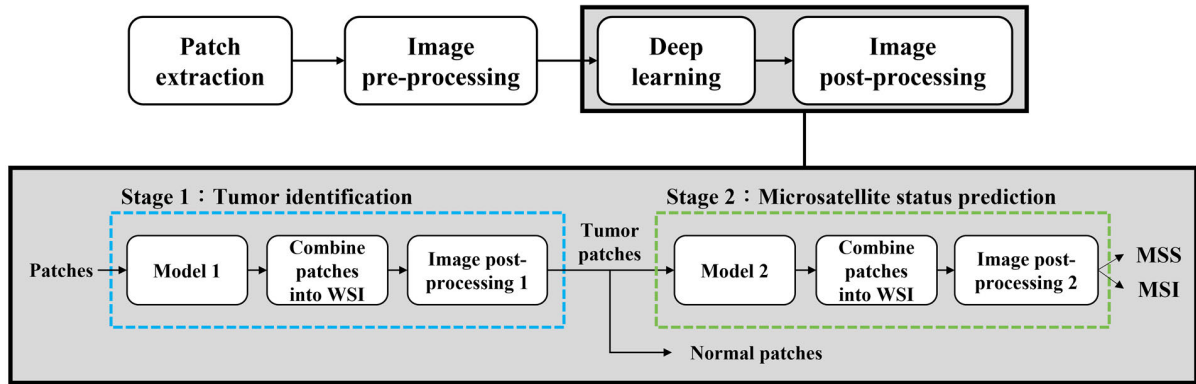 Patch
extraction
Image
pre-processing
Deep
learning
Image
post-processing
Stage 1：Tumor identification
Stage 2：Microsatellite status prediction
Patches
Model 1
Combine
patches
into WSI
Image post-
processing 1
Tumor
patches
Model 2
Combine
patches
into WSI
Image post-
processing 2
MSS
MSI
Normal patches